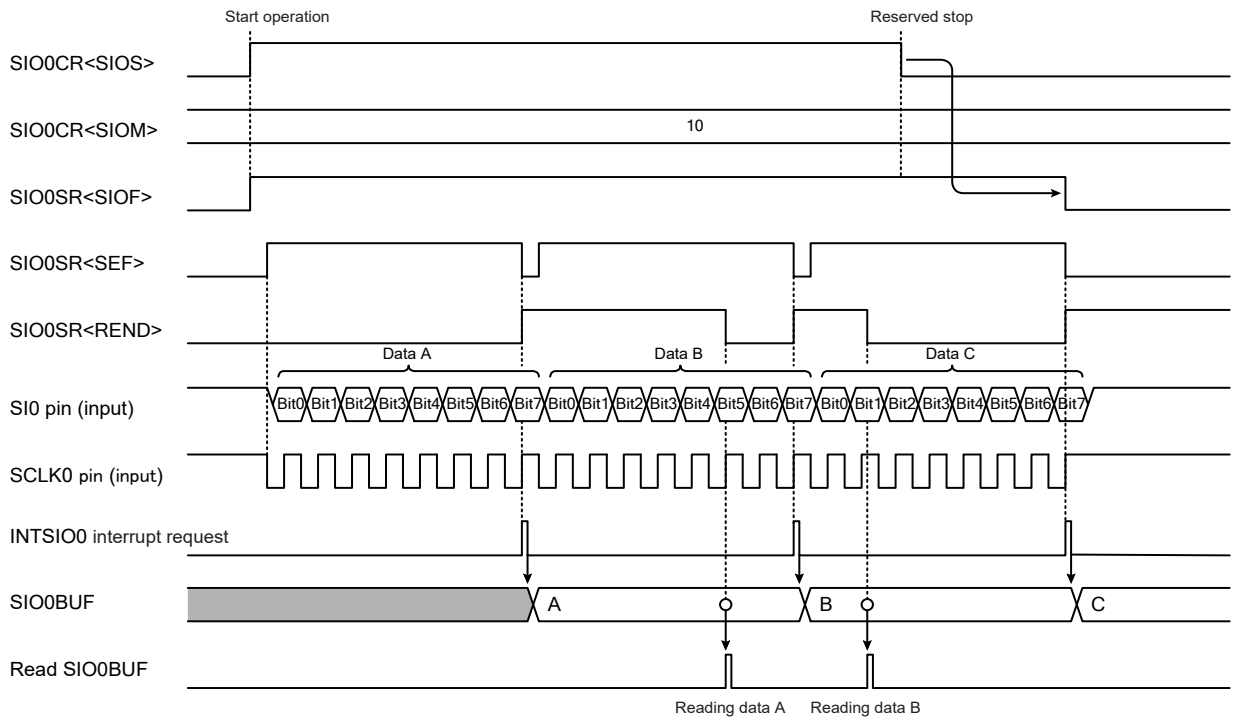 Start operation Reserved stop
SIO0CR<SIOS>
SIO0CR<SIOM> 10
SIO0SR<SIOF>
SIO0SR<SEF>
SIO0SR<REND>
Data A Data B Data C
SI0 pin (input) Bit0 Bit1 Bit2 Bit3 Bit4 Bit5 Bit6 Bit7 Bit0 Bit1 Bit2 Bit3 Bit4 Bit5 Bit6 Bit7 Bit0 Bit1 Bit2 Bit3 Bit4 Bit5 Bit6 Bit7
SCLK0 pin (input)
INTSIO0 interrupt request
SIO0BUF A B C
Read SIO0BUF
Reading data A Reading data B